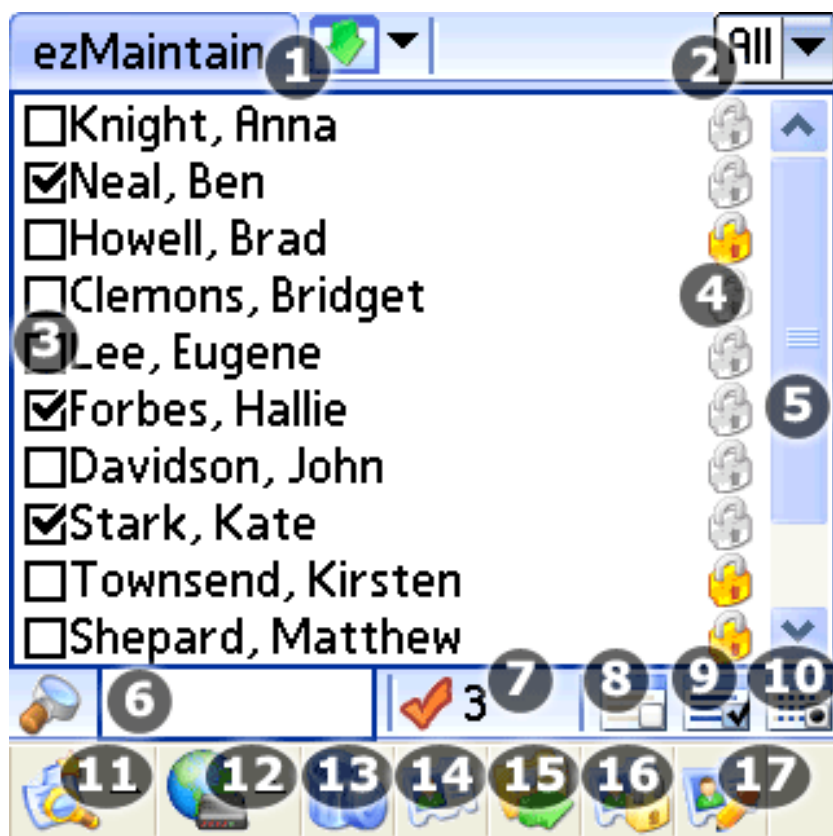 ezMaintain 1 2 All
Knight, Anna
Neal, Ben
Howell, Brad
Clemons, Bridget 4
3 Lee, Eugene
Forbes, Hallie 5
Davidson, John
Stark, Kate
Townsend, Kirsten
Shepard, Matthew
6 3 7 8 9 10
11 12 13 14 15 16 17